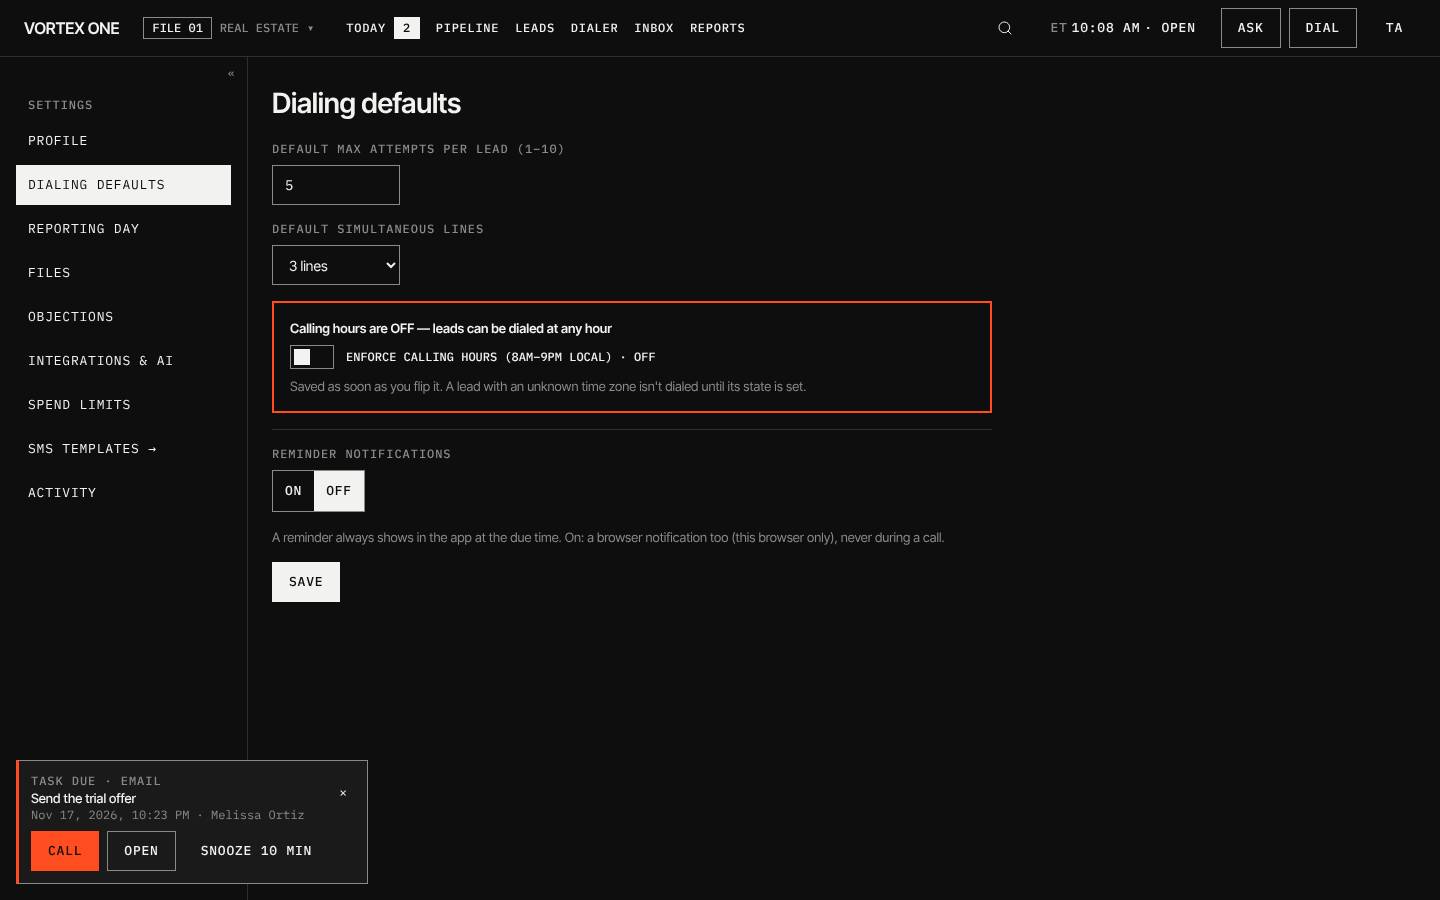 VORTEX ONE
FILE 01 REAL ESTATE ▾
TODAY 2 PIPELINE LEADS DIALER INBOX REPORTS
ET 10:08 AM · OPEN
ASK
DIAL
TA
«
SETTINGS
PROFILE
DIALING DEFAULTS
REPORTING DAY
FILES
OBJECTIONS
INTEGRATIONS & AI
SPEND LIMITS
SMS TEMPLATES →
ACTIVITY
Dialing defaults
DEFAULT MAX ATTEMPTS PER LEAD (1–10)
5
DEFAULT SIMULTANEOUS LINES
3 lines
Calling hours are OFF — leads can be dialed at any hour
ENFORCE CALLING HOURS (8AM–9PM LOCAL) · OFF
Saved as soon as you flip it. A lead with an unknown time zone isn't dialed until its state is set.
REMINDER NOTIFICATIONS
ON OFF
A reminder always shows in the app at the due time. On: a browser notification too (this browser only), never during a call.
SAVE
TASK DUE · EMAIL
×
Send the trial offer
Nov 17, 2026, 10:23 PM · Melissa Ortiz
CALL OPEN SNOOZE 10 MIN